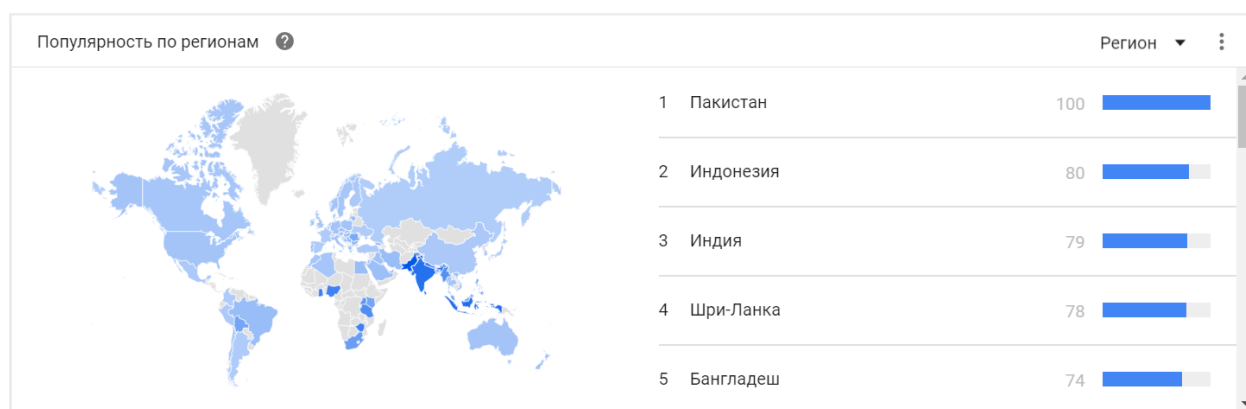 Популярность по регионам ?
Регион
1 Пакистан 100
2 Индонезия 80
3 Индия 79
4 Шри-Ланка 78
5 Бангладеш 74